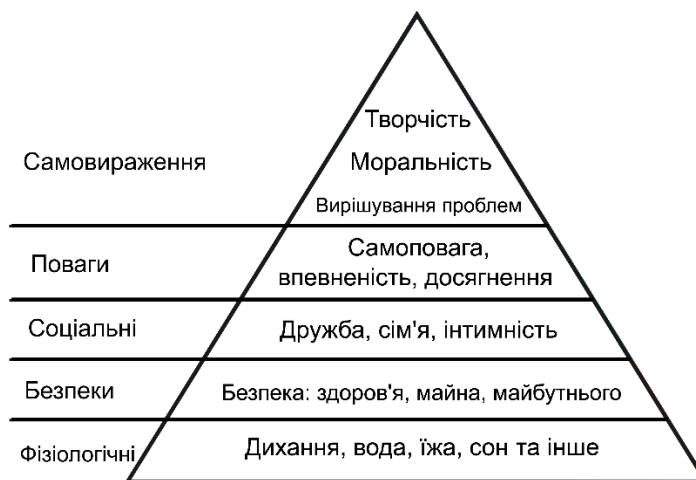 Творчість
Самовираження
Моральність
Вирішування проблем
Поваги
Самоповага,
впевненість, досягнення
Соціальні
Дружба, сім'я, інтимність
Безпеки
Безпека: здоров'я, майна, майбутнього
Фізіологічні
Дихання, вода, їжа, сон та інше